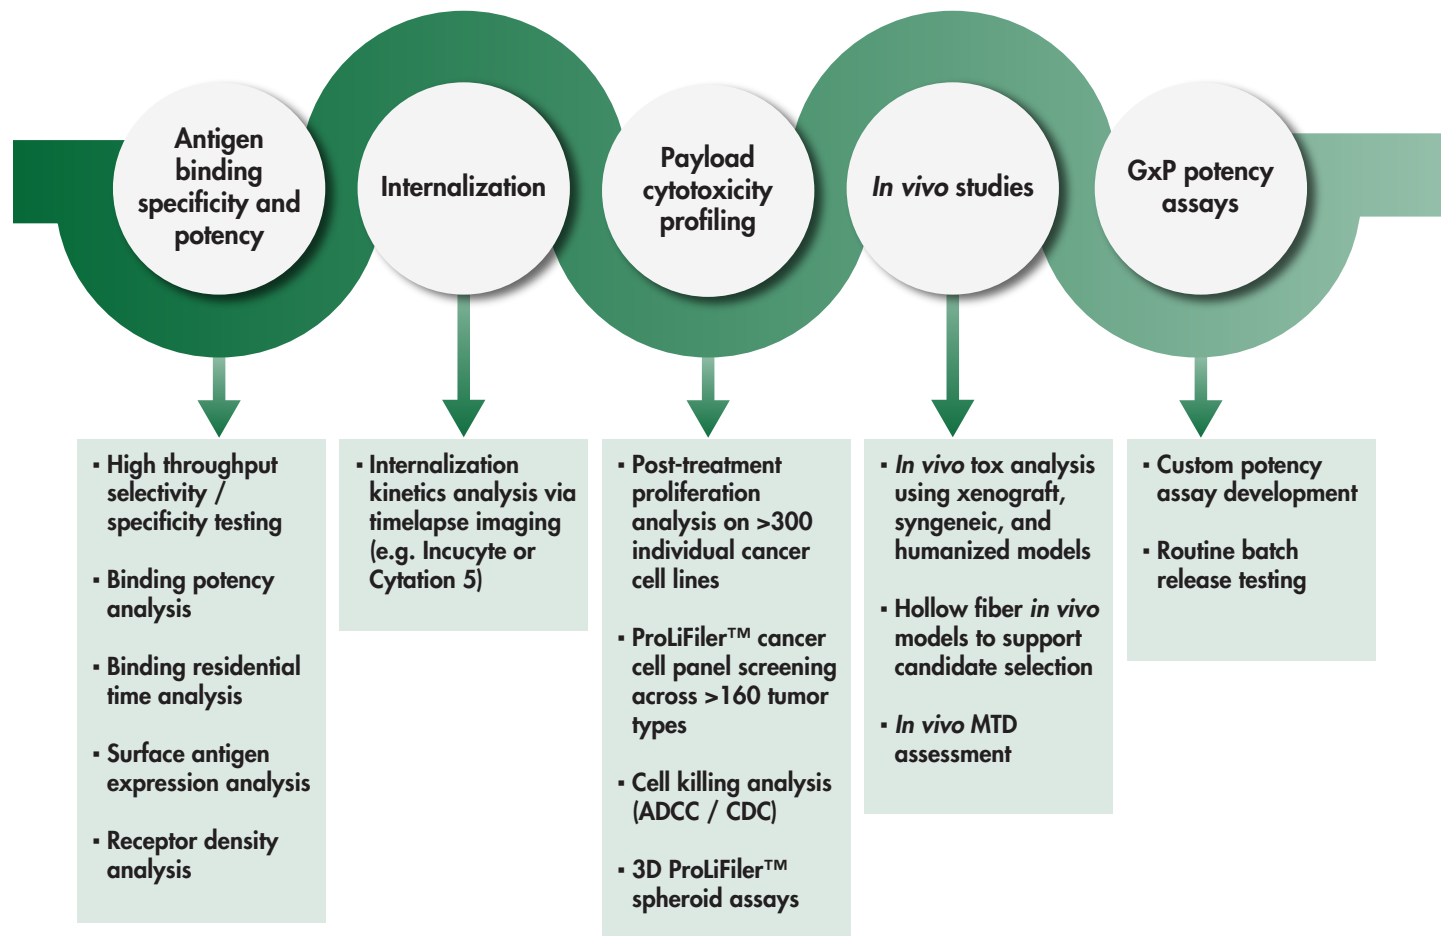 Antigen
binding
specificity and
potency
Internalization
Payload
cytotoxicity
profiling
In vivo studies
GxP potency
assays
▪ High throughput
selectivity /
specificity testing
▪ Binding potency
analysis
▪ Binding residential
time analysis
▪ Surface antigen
expression analysis
▪ Receptor density
analysis
▪ Internalization
kinetics analysis via
timelapse imaging
(e.g. Incucyte or
Cytation 5)
▪ Post-treatment
proliferation
analysis on >300
individual cancer
cell lines
▪ ProLiFiler™ cancer
cell panel screening
across >160 tumor
types
▪ Cell killing analysis
(ADCC / CDC)
▪ 3D ProLiFiler™
spheroid assays
▪ In vivo tox analysis
using xenograft,
syngeneic, and
humanized models
▪ Hollow fiber in vivo
models to support
candidate selection
▪ In vivo MTD
assessment
▪ Custom potency
assay development
▪ Routine batch
release testing